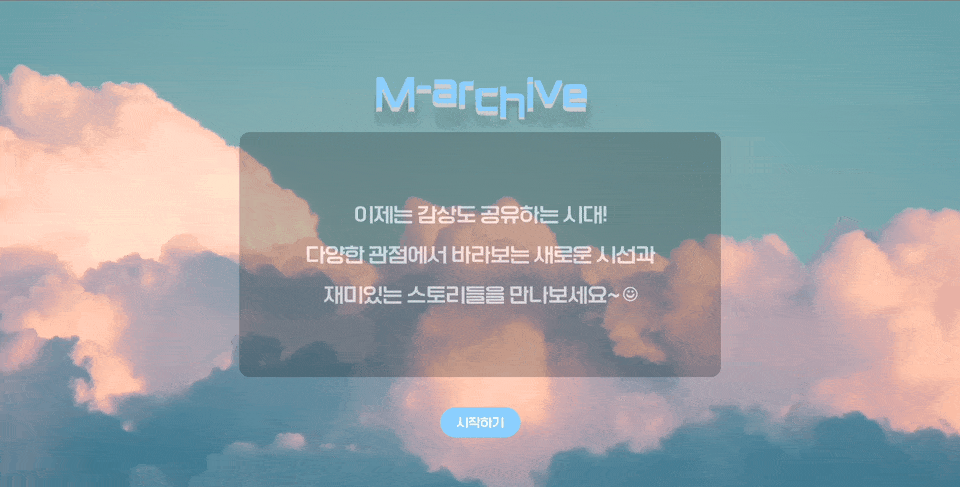 M-archive
이제는 감상도 공유하는 시대!
다양한 관점에서 바라보는 새로운 시선과
재미있는 스토리들을 만나보세요~☺
시작하기